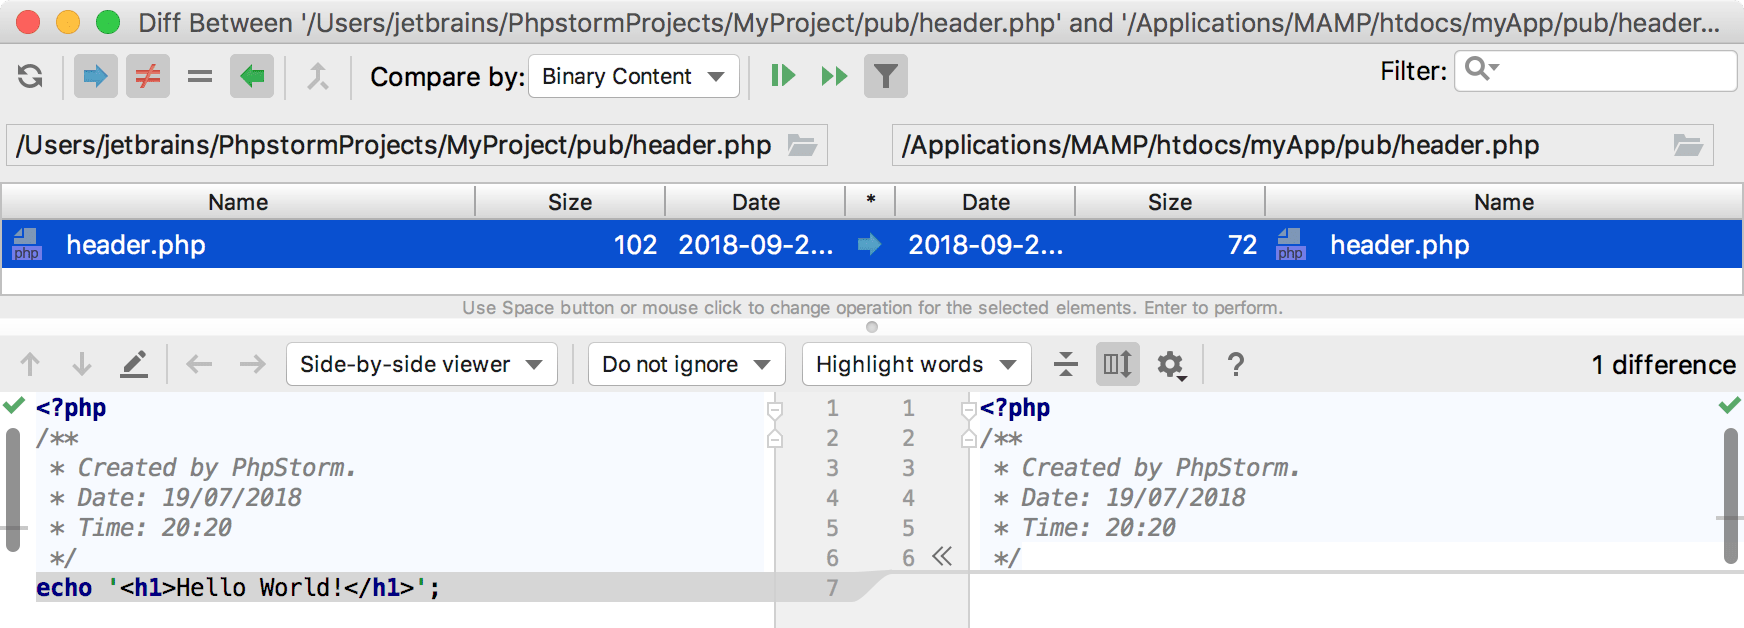 Diff Between '/Users/jetbrains/PhpstormProjects/MyProject/pub/header.php' and '/Applications/MAMP/htdocs/myApp/pub/header...
Compare by: Binary Content Filter:
/Users/jetbrains/PhpstormProjects/MyProject/pub/header.php /Applications/MAMP/htdocs/myApp/pub/header.php
Name Size Date * Date Size Name
php header.php 102 2018-09-2... 2018-09-2... 72 php header.php
Use Space button or mouse click to change operation for the selected elements. Enter to perform.
Side-by-side viewer Do not ignore Highlight words ? 1 difference
<?php 1 1 <?php
/** 2 2 /**
* Created by PhpStorm. 3 3 * Created by PhpStorm.
* Date: 19/07/2018 4 4 * Date: 19/07/2018
* Time: 20:20 5 5 * Time: 20:20
*/ 6 6 */
echo '<h1>Hello World!</h1>'; 7